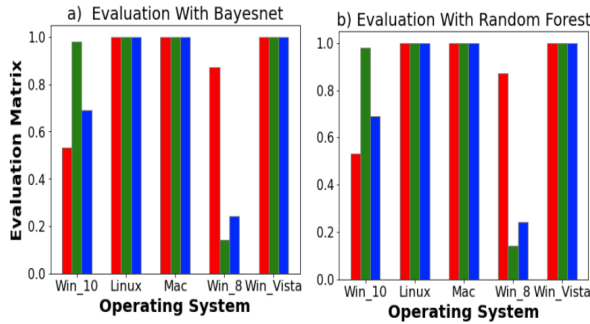 a)  Evaluation With Bayesnet
Evaluation Matrix
1.0
0.8
0.6
0.4
0.2
0.0
Win_10 Linux Mac Win_8 Win_Vista
Operating System
b) Evaluation With Random Forest
1.0
0.8
0.6
0.4
0.2
0.0
Win_10 Linux Mac Win_8 Win_Vista
Operating System